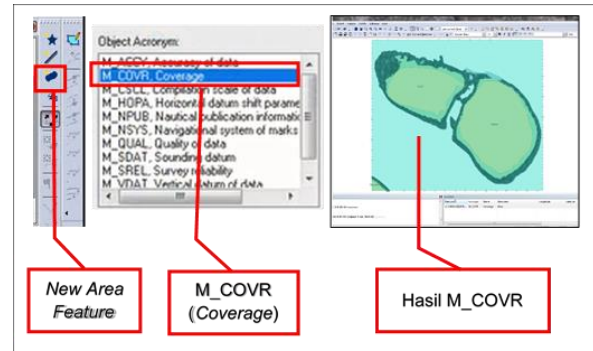 Object Acronym:
M_ACCY, Accuracy of data
M_COVR, Coverage
M_CSCL, Compilation scale of data
M_HOPA, Horizontal datum shift parame
M_NPUB, Nautical publication informatio
M_NSYS, Navigational system of marks
M_QUAL, Quality of data
M_SDAT, Sounding datum
M_SREL, Survey reliability
M_VDAT, Vertical datum of data
New Area
Feature
M_COVR
(Coverage)
Hasil M_COVR